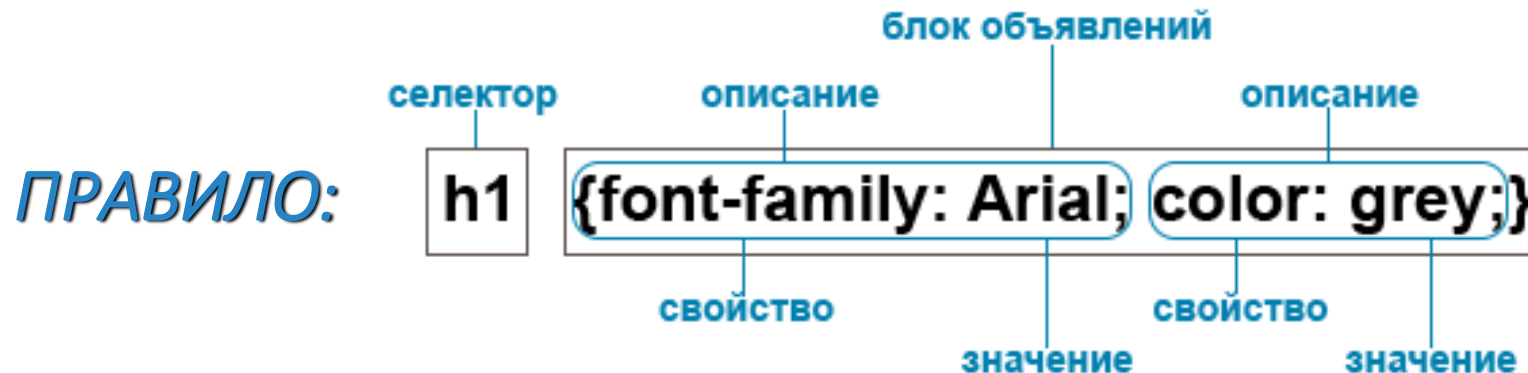 блок объявлений
селектор описание описание
ПРАВИЛО: h1 {font-family: Arial; color: grey;}
свойство свойство
значение значение